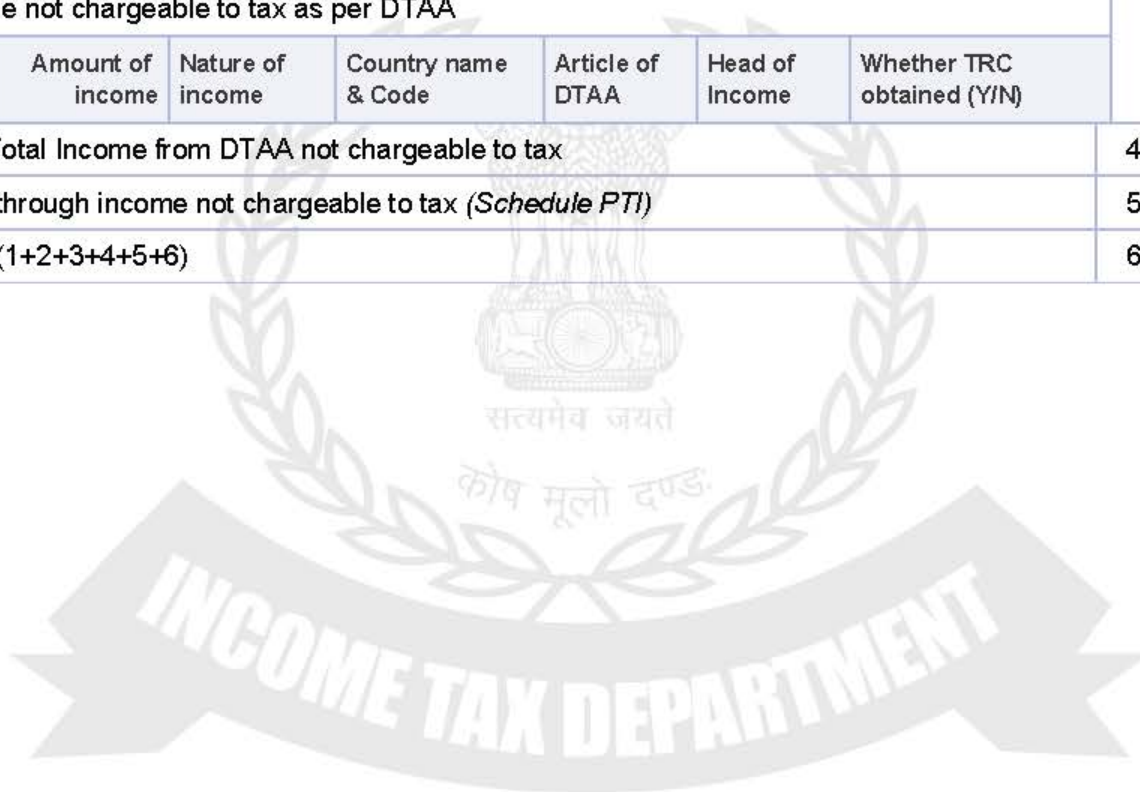 e not chargeable to tax as per DTAA
Amount of income
Nature of income
Country name & Code
Article of DTAA
Head of Income
Whether TRC obtained (Y/N)
otal Income from DTAA not chargeable to tax 4
through income not chargeable to tax (Schedule PTI) 5
(1+2+3+4+5+6) 6
सत्यमेव जयते
कोष मूलो दण्डः
INCOME TAX DEPARTMENT